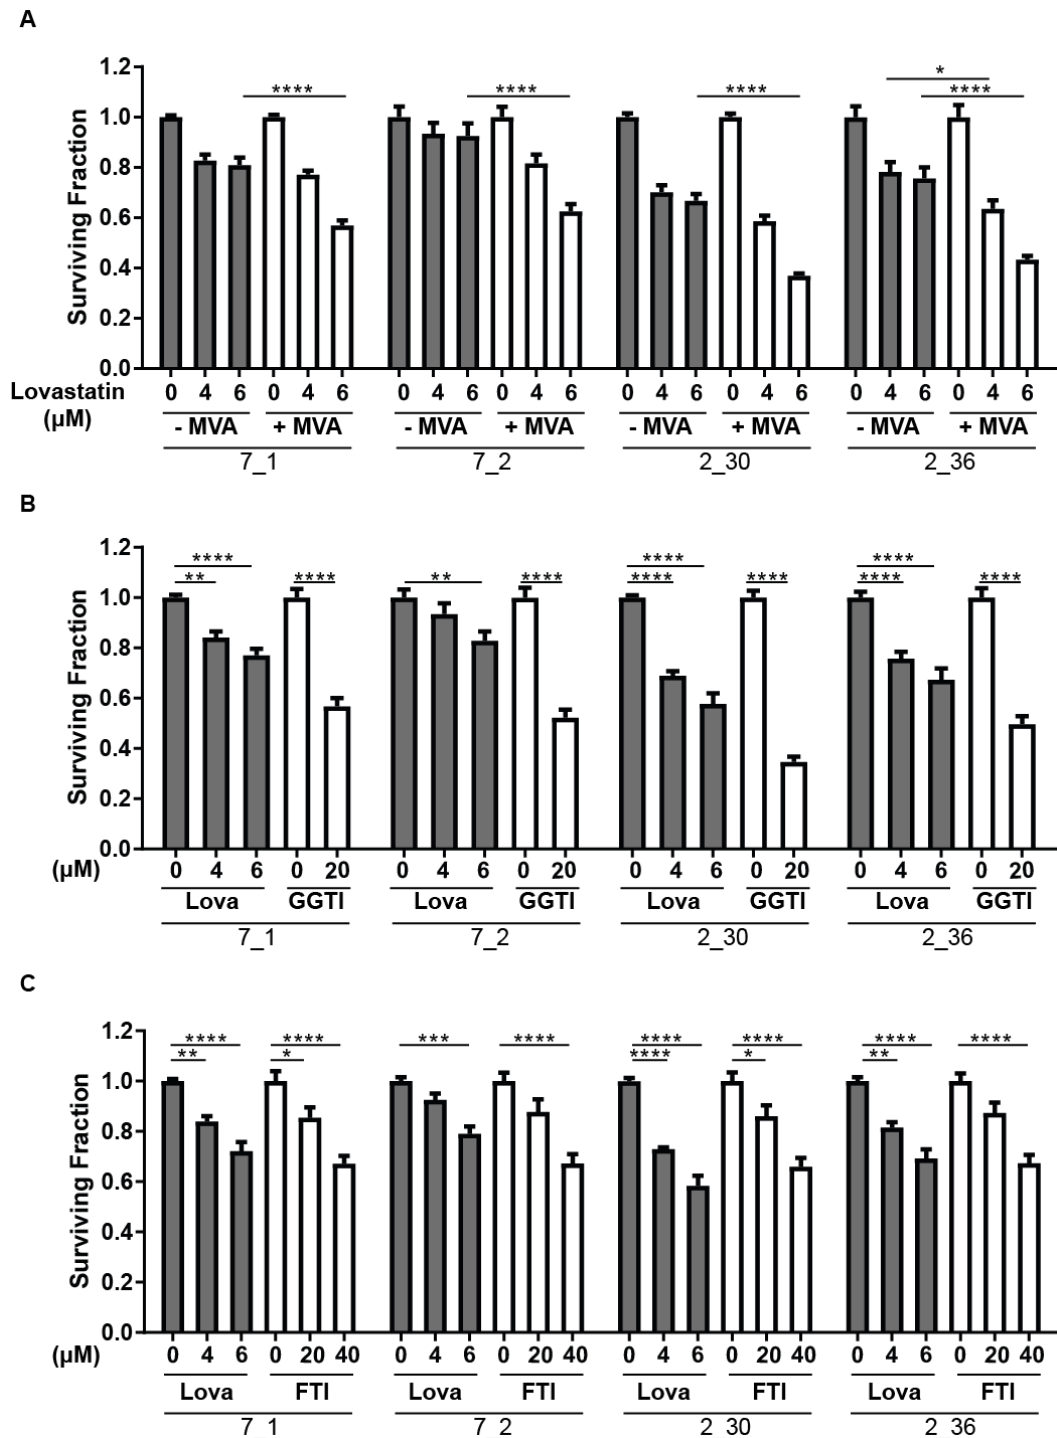 A
1.2
1.0
0.8
0.6
0.4
0.2
0.0
Surviving Fraction
****
****
****
*
****
Lovastatin
(µM)
0 4 6 0 4 6 0 4 6 0 4 6 0 4 6 0 4 6 0 4 6 0 4 6
- MVA + MVA - MVA + MVA - MVA + MVA - MVA + MVA
7_1 7_2 2_30 2_36
B
1.2
1.0
0.8
0.6
0.4
0.2
0.0
Surviving Fraction
**** ** **** ****
** **** **** **** **** **** ****
(µM) 0 4 6 0 20 0 4 6 0 20 0 4 6 0 20 0 4 6 0 20
Lova GGTI Lova GGTI Lova GGTI Lova GGTI
7_1 7_2 2_30 2_36
C
1.2
1.0
0.8
0.6
0.4
0.2
0.0
Surviving Fraction
**** **** *** **** **** **** **** ****
** * **** * **
(µM) 0 4 6 0 20 40 0 4 6 0 20 40 0 4 6 0 20 40 0 4 6 0 20 40
Lova FTI Lova FTI Lova FTI Lova FTI
7_1 7_2 2_30 2_36